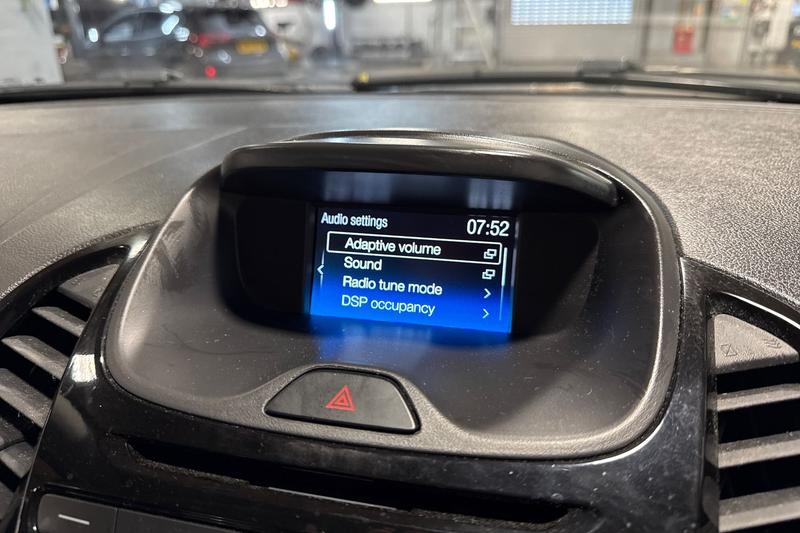 Audio settings
07:52
Adaptive volume
Sound
Radio tune mode
DSP occupancy